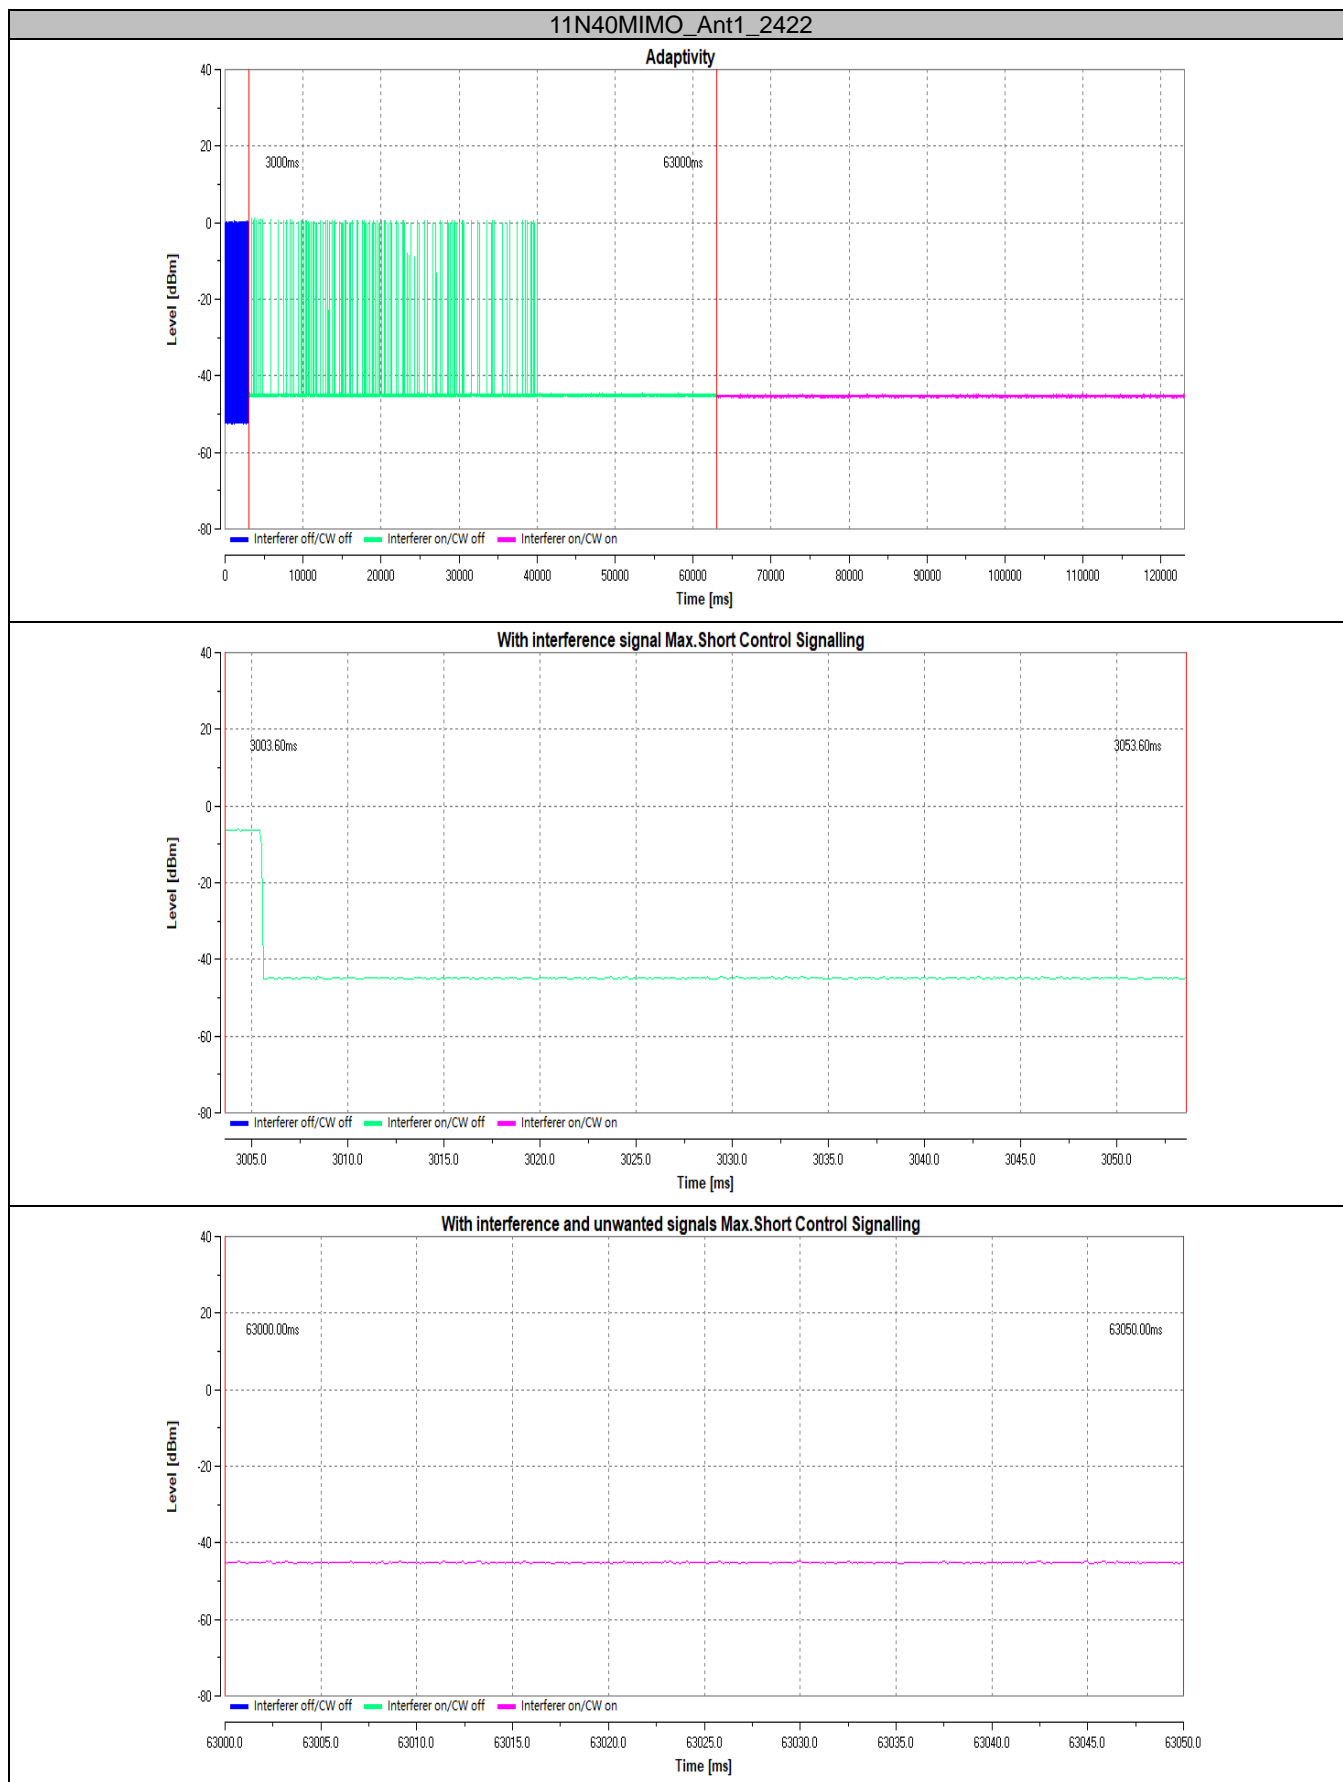 11N40MIMO_Ant1_2422
Adaptivity
40
20
0
-20
-40
-60
-80
Level [dBm]
3000ms 63000ms
Interferer off/CW off Interferer on/CW off Interferer on/CW on
0 10000 20000 30000 40000 50000 60000 70000 80000 90000 100000 110000 120000
Time [ms]
With interference signal Max.Short Control Signalling
40
20
0
-20
-40
-60
-80
Level [dBm]
3003.60ms 3053.60ms
Interferer off/CW off Interferer on/CW off Interferer on/CW on
3005.0 3010.0 3015.0 3020.0 3025.0 3030.0 3035.0 3040.0 3045.0 3050.0
Time [ms]
With interference and unwanted signals Max.Short Control Signalling
40
20
0
-20
-40
-60
-80
Level [dBm]
63000.00ms 63050.00ms
Interferer off/CW off Interferer on/CW off Interferer on/CW on
63000.0 63005.0 63010.0 63015.0 63020.0 63025.0 63030.0 63035.0 63040.0 63045.0 63050.0
Time [ms]